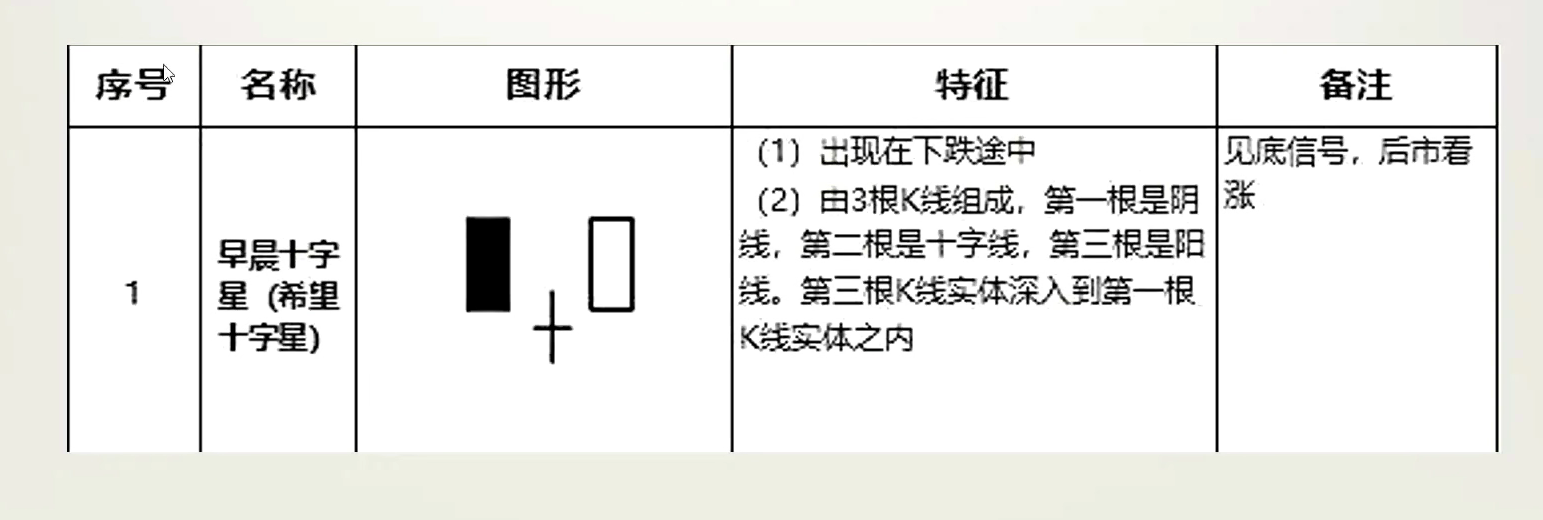 序号 名称 图形 特征 备注
1
早晨十字
星（希望
十字星）
（1）出现在下跌途中
（2）由3根K线组成，第一根是阴
线，第二根是十字线，第三根是阳
线。第三根K线实体深入到第一根
K线实体之内
见底信号，后市看
涨